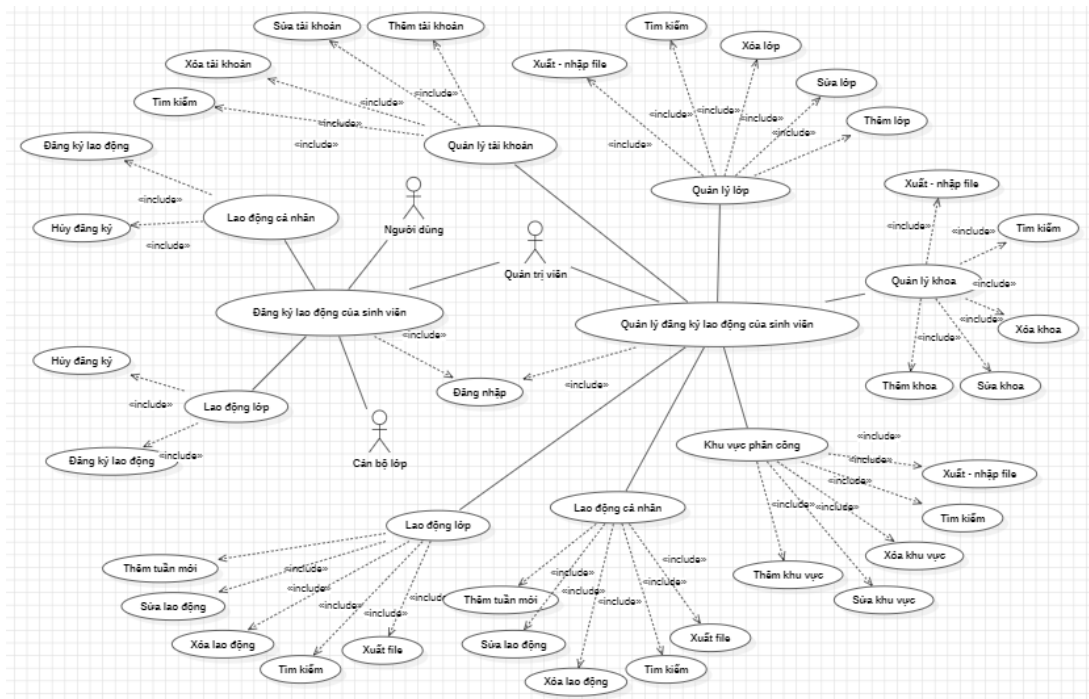 Sửa tài khoản
Thêm tài khoản
Xóa tài khoản
Tìm kiếm
«include»
«include»
«include»
«include»
Quản lý tài khoản
Tìm kiếm
Xóa lớp
Xuất - nhập file
Sửa lớp
Thêm lớp
«include»
«include»
«include»
«include»
«include»
Quản lý lớp
Đăng ký lao động
«include»
Hủy đăng ký
«include»
Lao động cá nhân
Người dùng
Quản trị viên
Xuất - nhập file
Tìm kiếm
«include»
«include»
Quản lý khoa
«include»
«include»
Xóa khoa
«include»
Thêm khoa
Sửa khoa
Đăng ký lao động của sinh viên
«include»
Quản lý đăng ký lao động của sinh viên
«include»
Đăng nhập
Hủy đăng ký
«include»
Lao động lớp
Đăng ký lao động
«include»
Cán bộ lớp
Khu vực phân công
«include»
«include»
Xuất - nhập file
«include»
Tìm kiếm
«include»
«include»
Xóa khu vực
Thêm khu vực
Sửa khu vực
Lao động lớp
Thêm tuần mới
«include»
Sửa lao động
«include»
«include»
«include»
Xóa lao động
Tìm kiếm
Xuất file
Lao động cá nhân
«include»
«include»
«include»
«include»
Thêm tuần mới
Sửa lao động
Xóa lao động
Tìm kiếm
Xuất file